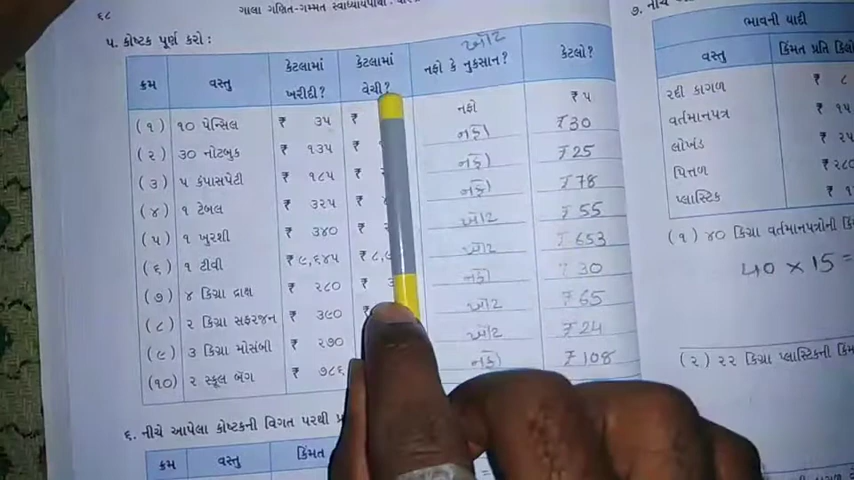 ૬૮
ગાલા ગણિત-ગમ્મત સ્વાધ્યાયપોથી
૫. કોષ્ટક પૂર્ણ કરો :
ક્રમ વસ્તુ કેટલામાં ખરીદી? કેટલામાં વેચી? નફો કે નુકસાન? ખોટ કેટલો?
(૧) ૧૦ પેન્સિલ ₹ ૩૫ ₹ નફો ₹ ૫
(૨) ૩૦ નોટબુક ₹ ૧૩૫ ₹ નફો ₹30
(૩) ૫ કંપાસપેટી ₹ ૧૮૫ ₹ નફો ₹25
(૪) ૧ ટેબલ ₹ ૩૨૫ ₹ નફો ₹78
(૫) ૧ ખુરશી ₹ ૩૪૦ ₹ ખોટ ₹55
(૬) ૧ ટીવી ₹૯,૬૪૫ ₹ ખોટ ₹653
(૭) ૪ કિગ્રા દ્રાક્ષ ₹ ૨૮૦ ₹ નફો ₹30
(૮) ૨ કિગ્રા સફરજન ₹ ૩૯૦ ખોટ ₹65
(૯) ૩ કિગ્રા મોસંબી ₹ ૨૭૦ ખોટ ₹24
(૧૦) ૨ સ્કૂલ બૅગ નફો ₹108
૬. નીચે આપેલા કોષ્ટકની વિગત પરથી
ક્રમ વસ્તુ કિંમત
૭. નીચે
ભાવની યાદી
વસ્તુ કિંમત પ્રતિ
રદ્દી કાગળ ₹ ૮
વર્તમાનપત્ર
લોખંડ
પિત્તળ
પ્લાસ્ટિક
(૧) ૪૦ કિગ્રા વર્તમાનપત્રોની
40 × 15 =
(૨) ૨૨ કિગ્રા પ્લાસ્ટિકની